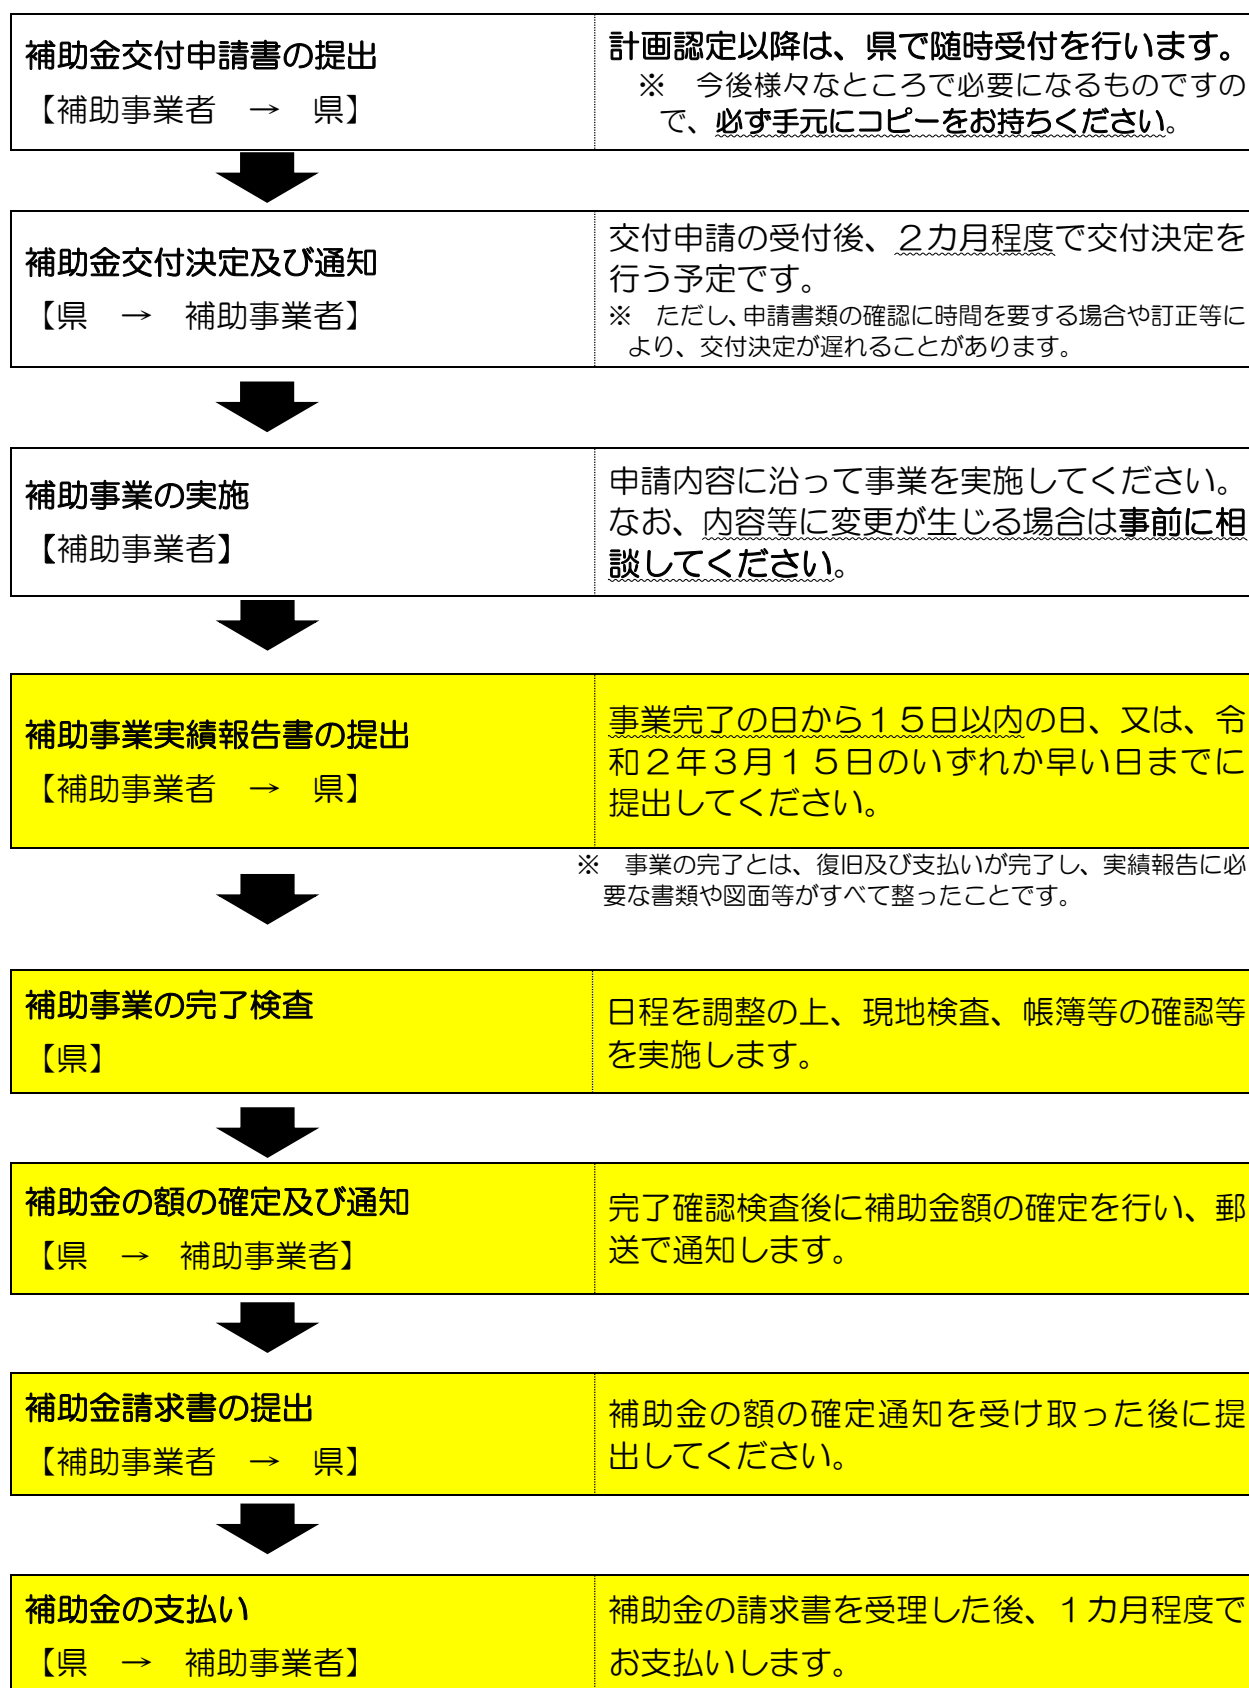 補助金交付申請書の提出
【補助事業者　→　県】
計画認定以降は、県で随時受付を行います。
※　今後様々なところで必要になるものですの
で、必ず手元にコピーをお持ちください。
補助金交付決定及び通知
【県　→　補助事業者】
交付申請の受付後、２カ月程度で交付決定を
行う予定です。
※　ただし、申請書類の確認に時間を要する場合や訂正等に
より、交付決定が遅れることがあります。
補助事業の実施
【補助事業者】
申請内容に沿って事業を実施してください。
なお、内容等に変更が生じる場合は事前に相
談してください。
補助事業実績報告書の提出
【補助事業者　→　県】
事業完了の日から１５日以内の日、又は、令
和２年３月１５日のいずれか早い日までに
提出してください。
※　事業の完了とは、復旧及び支払いが完了し、実績報告に必
要な書類や図面等がすべて整ったことです。
補助事業の完了検査
【県】
日程を調整の上、現地検査、帳簿等の確認等
を実施します。
補助金の額の確定及び通知
【県　→　補助事業者】
完了確認検査後に補助金額の確定を行い、郵
送で通知します。
補助金請求書の提出
【補助事業者　→　県】
補助金の額の確定通知を受け取った後に提
出してください。
補助金の支払い
【県　→　補助事業者】
補助金の請求書を受理した後、１カ月程度で
お支払いします。